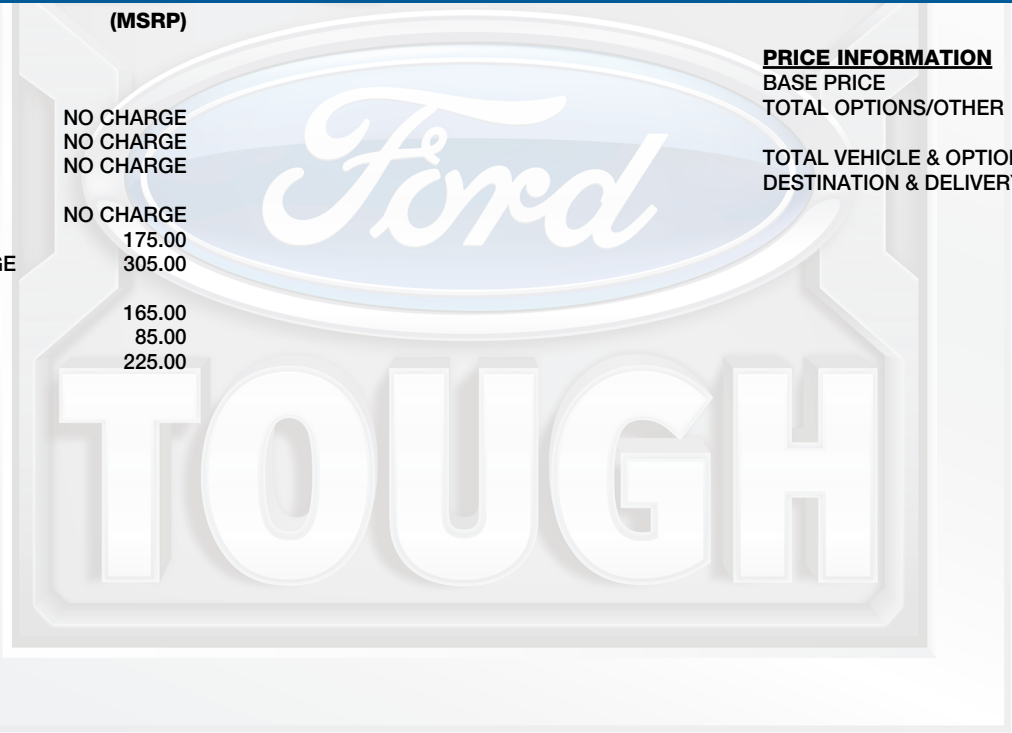 (MSRP)
NO CHARGE
NO CHARGE
NO CHARGE
NO CHARGE
175.00
GE 305.00
165.00
85.00
225.00
PRICE INFORMATION
BASE PRICE
TOTAL OPTIONS/OTHER
TOTAL VEHICLE & OPTION
DESTINATION & DELIVERY
Ford
TOUGH